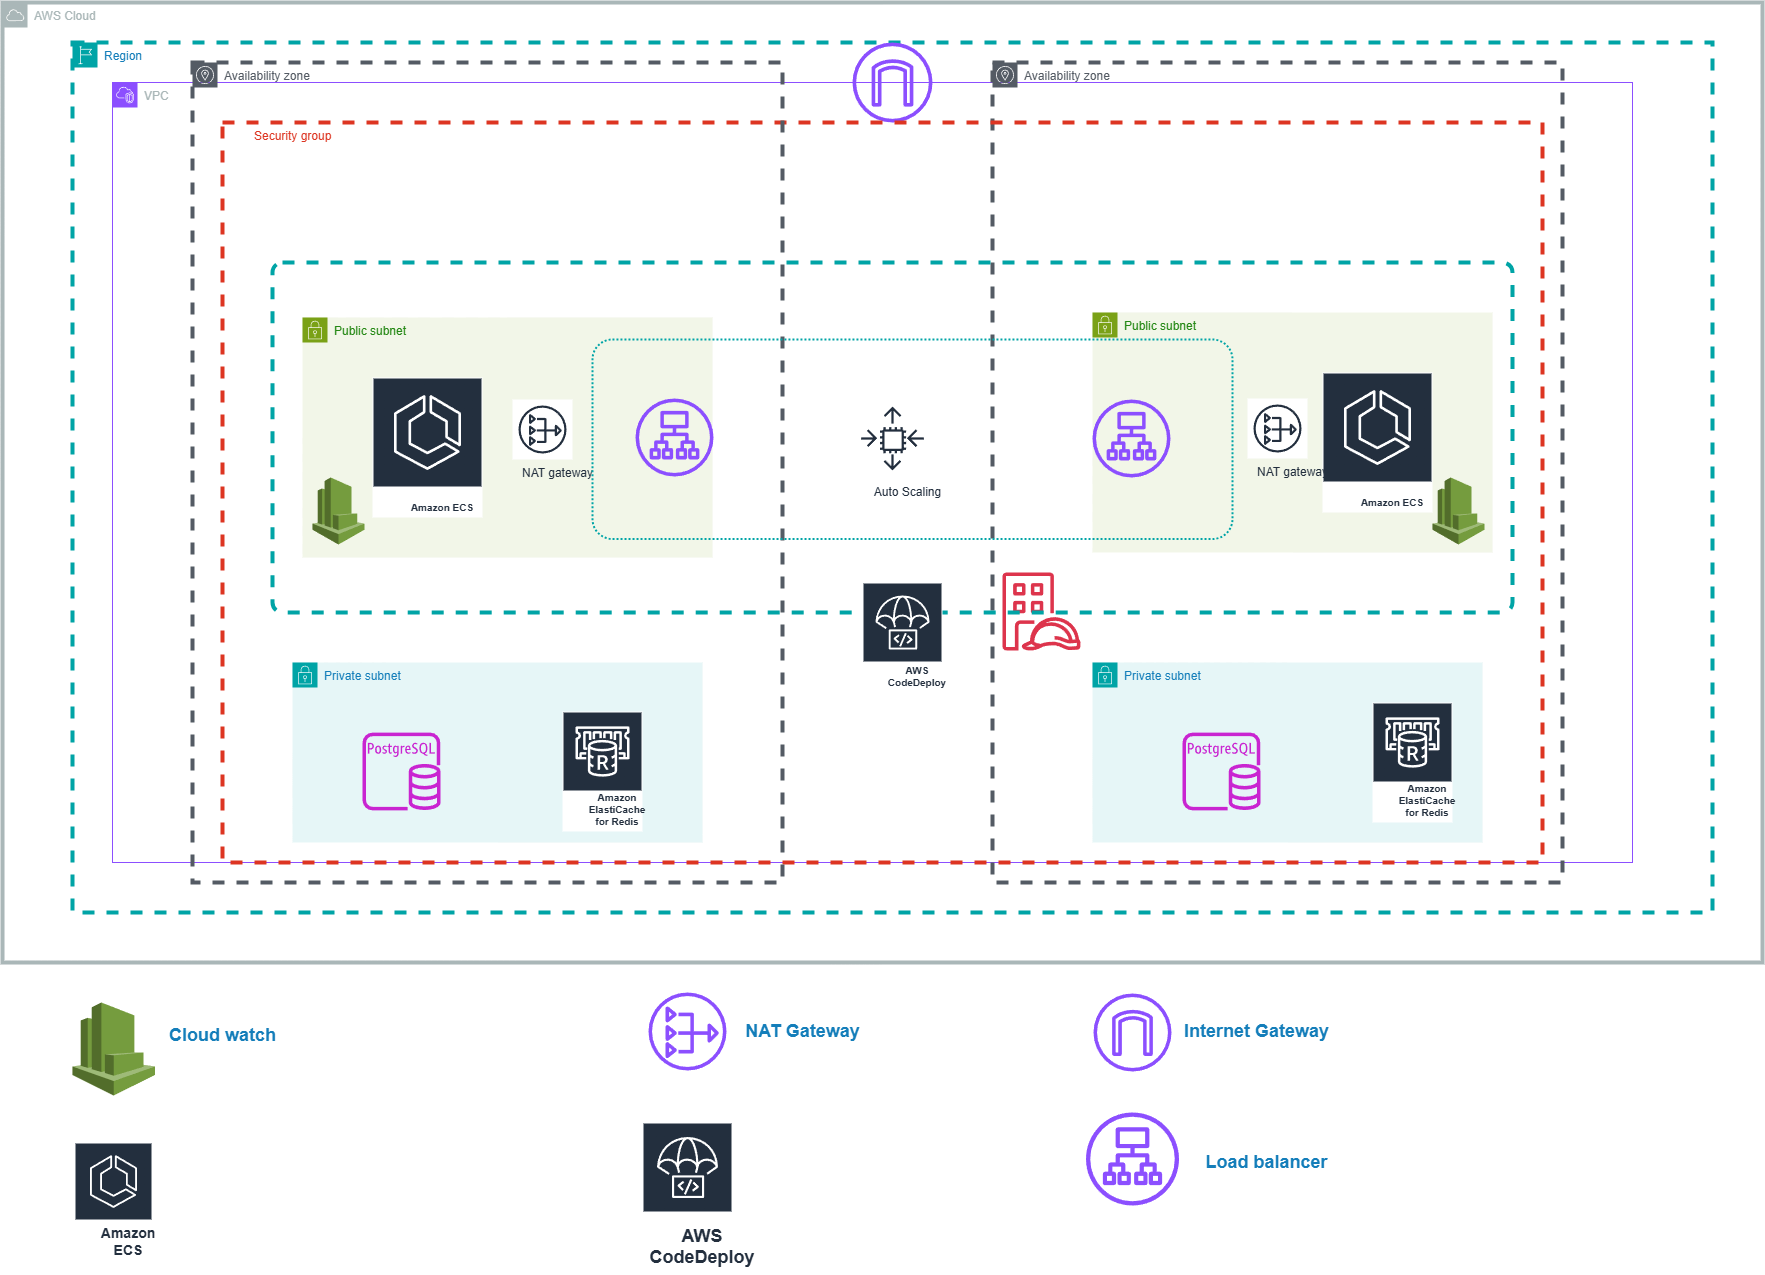 AWS Cloud
Region
Availability zone
Availability zone
VPC
Security group
Public subnet
Public subnet
NAT gateway
NAT gateway
Auto Scaling
Amazon ECS
Amazon ECS
AWS
CodeDeploy
</>
Private subnet
Private subnet
PostgreSQL
PostgreSQL
R
R
Amazon
ElastiCache
for Redis
Amazon
ElastiCache
for Redis
Cloud watch
NAT Gateway
Internet Gateway
Amazon
ECS
</>
AWS
CodeDeploy
Load balancer